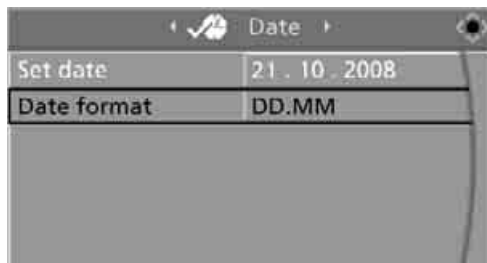 Date
Set date 21 . 10 . 2008
Date format DD.MM